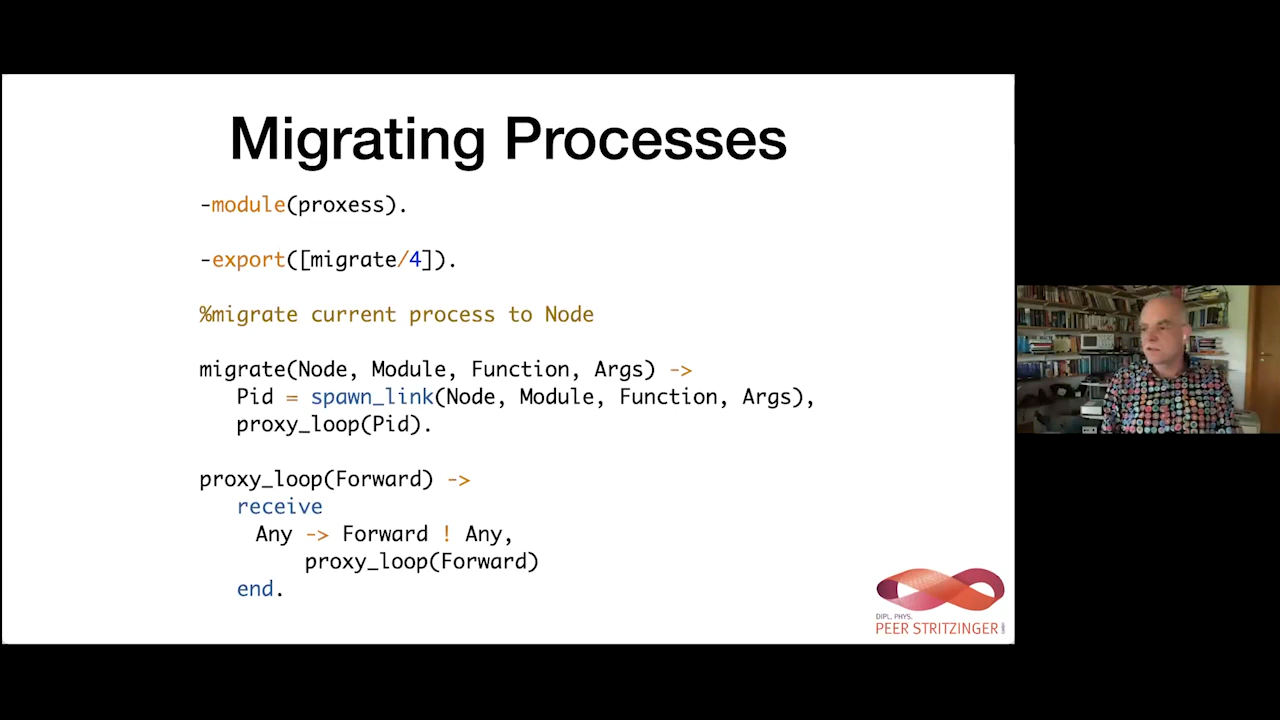 Migrating Processes
-module(proxess).
-export([migrate/4]).
%migrate current process to Node
migrate(Node, Module, Function, Args) ->
Pid = spawn_link(Node, Module, Function, Args),
proxy_loop(Pid).
proxy_loop(Forward) ->
receive
Any -> Forward ! Any,
proxy_loop(Forward)
end.
DIPL. PHYS.
PEER STRITZINGER